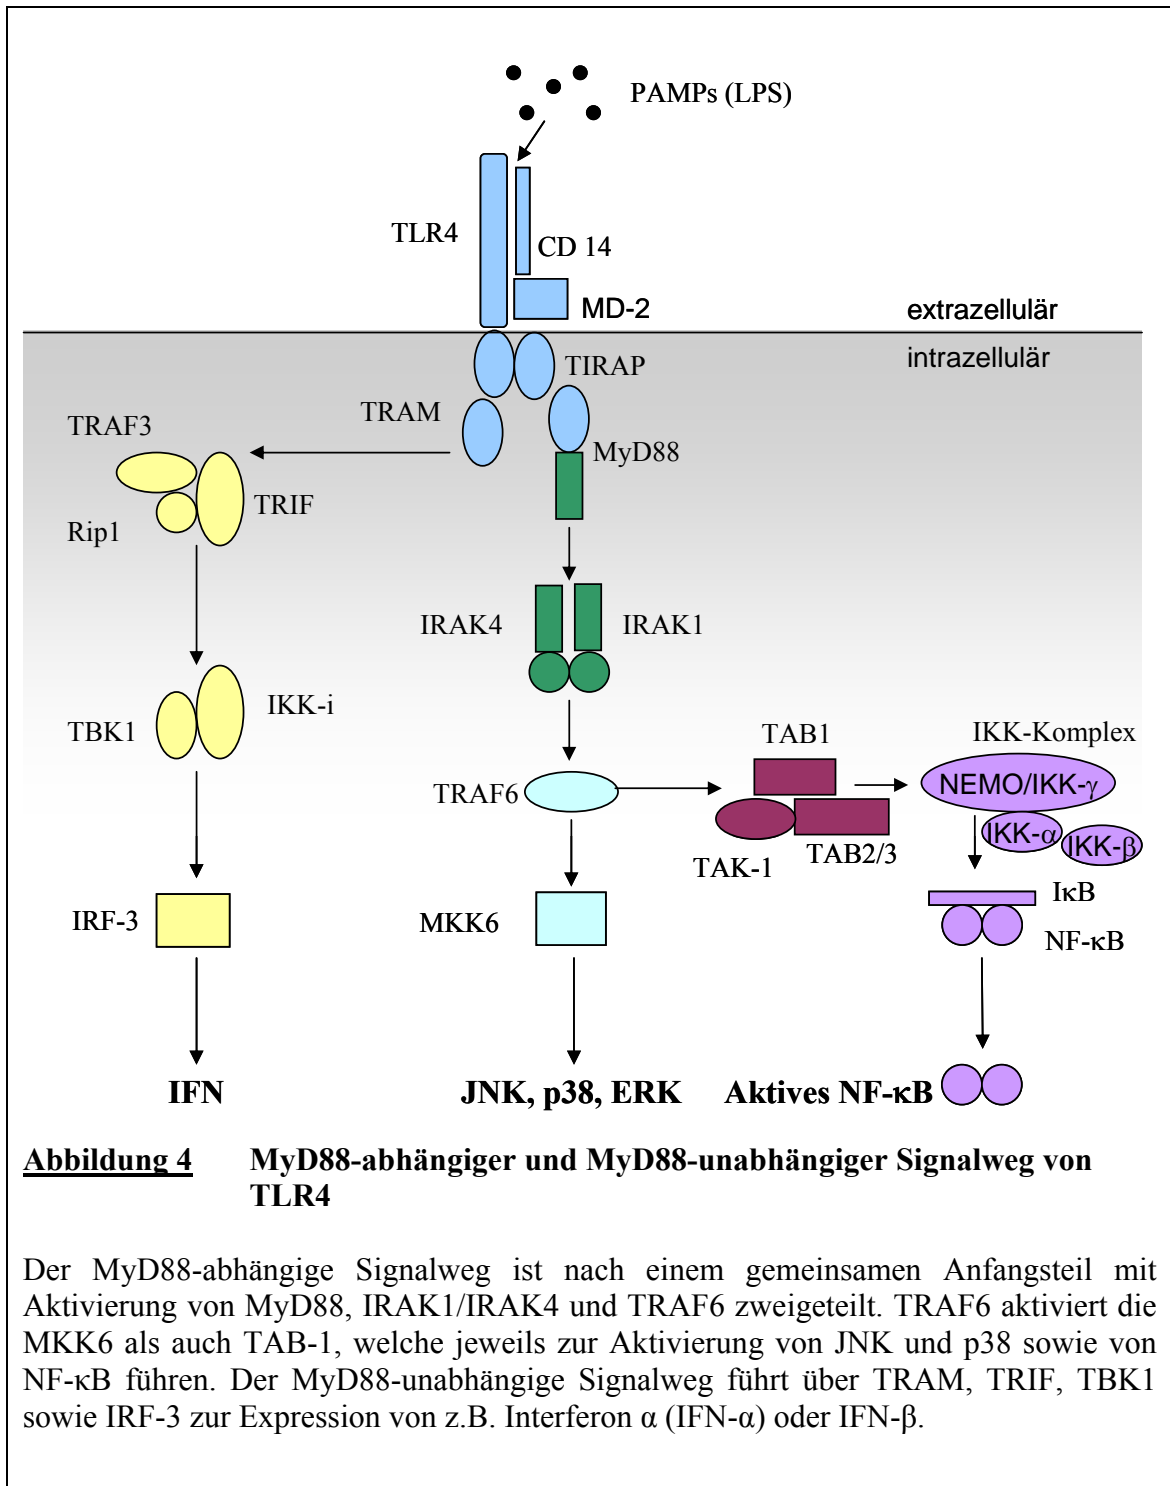 PAMPs (LPS)
TLR4
CD 14
MD-2
extrazellulär
intrazellulär
TIRAP
TRAM
TRAF3
MyD88
TRIF
Rip1
IRAK4
IRAK1
IKK-i
TBK1
TAB1
IKK-Komplex
TRAF6
NEMO/IKK-γ
IKK-α
IKK-β
TAK-1
TAB2/3
IκB
IRF-3
MKK6
NF-κB
IFN
JNK, p38, ERK
Aktives NF-κB
Abbildung 4 MyD88-abhängiger und MyD88-unabhängiger Signalweg von
TLR4
Der MyD88-abhängige Signalweg ist nach einem gemeinsamen Anfangsteil mit
Aktivierung von MyD88, IRAK1/IRAK4 und TRAF6 zweigeteilt. TRAF6 aktiviert die
MKK6 als auch TAB-1, welche jeweils zur Aktivierung von JNK und p38 sowie von
NF-κB führen. Der MyD88-unabhängige Signalweg führt über TRAM, TRIF, TBK1
sowie IRF-3 zur Expression von z.B. Interferon α (IFN-α) oder IFN-β.